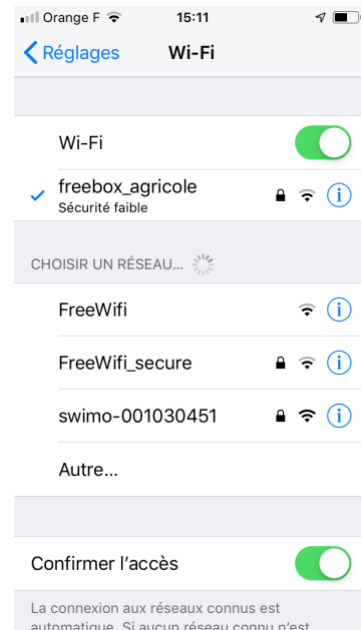 Orange F 15:11
Réglages Wi-Fi
Wi-Fi
freebox_agricole
Sécurité faible
CHOISIR UN RÉSEAU...
FreeWifi
FreeWifi_secure
swimo-001030451
Autre...
Confirmer l'accès
La connexion aux réseaux connus est
automatique. Si aucun réseau connu n'est